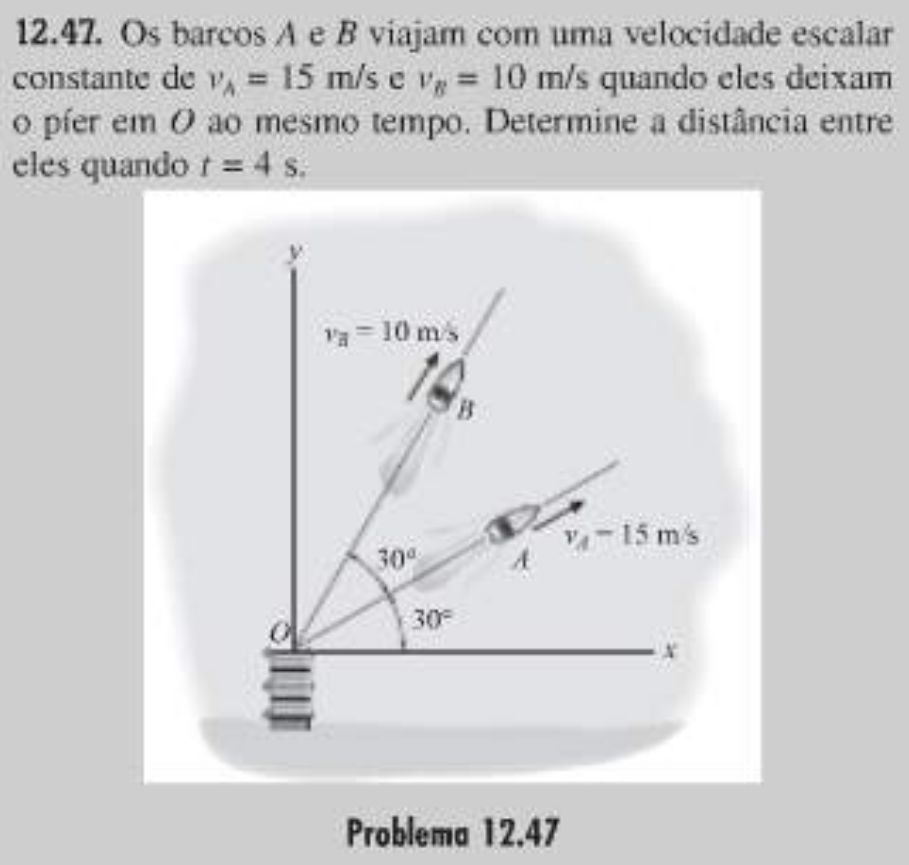 12.47. Os barcos A e B viajam com uma velocidade escalar
constante de v_A = 15 m/s e v_B = 10 m/s quando eles deixam
o píer em O ao mesmo tempo. Determine a distância entre
eles quando t = 4 s.
y
v_B = 10 m/s
B
v_A = 15 m/s
30°
A
30°
O
x
Problema 12.47